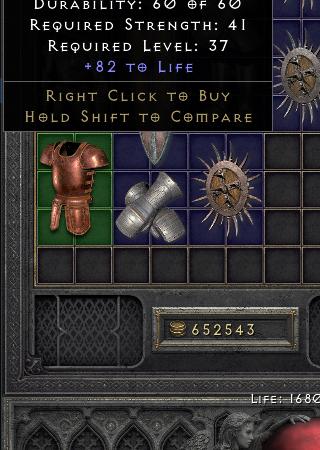 DURABILITY: 60 OF 60
REQUIRED STRENGTH: 41
REQUIRED LEVEL: 37
+82 TO LIFE
RIGHT CLICK TO BUY
HOLD SHIFT TO COMPARE
652543
LIFE: 1680